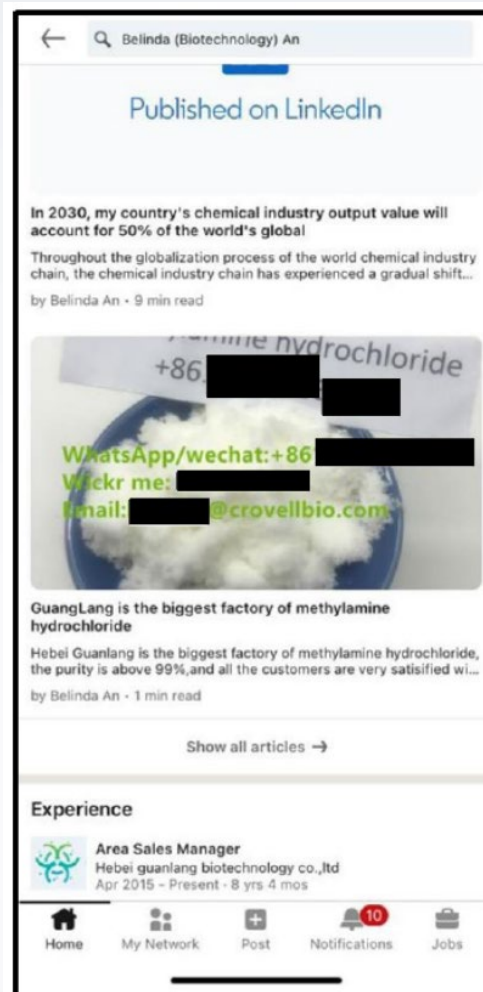 Belinda (Biotechnology) An
Published on LinkedIn
In 2030, my country's chemical industry output value will
account for 50% of the world's global
Throughout the globalization process of the world chemical industry
chain, the chemical industry chain has experienced a gradual shift...
by Belinda An • 9 min read
hydrochloride
+86
WhatsApp/wechat:+86
Wickr me:
Email: @crovellbio.com
GuangLang is the biggest factory of methylamine
hydrochloride
Hebei Guanlang is the biggest factory of methylamine hydrochloride,
the purity is above 99%,and all the customers are very satisified wi...
by Belinda An • 1 min read
Show all articles →
Experience
Area Sales Manager
Hebei guanlang biotechnology co.,ltd
Apr 2015 - Present • 8 yrs 4 mos
10
Home My Network Post Notifications Jobs